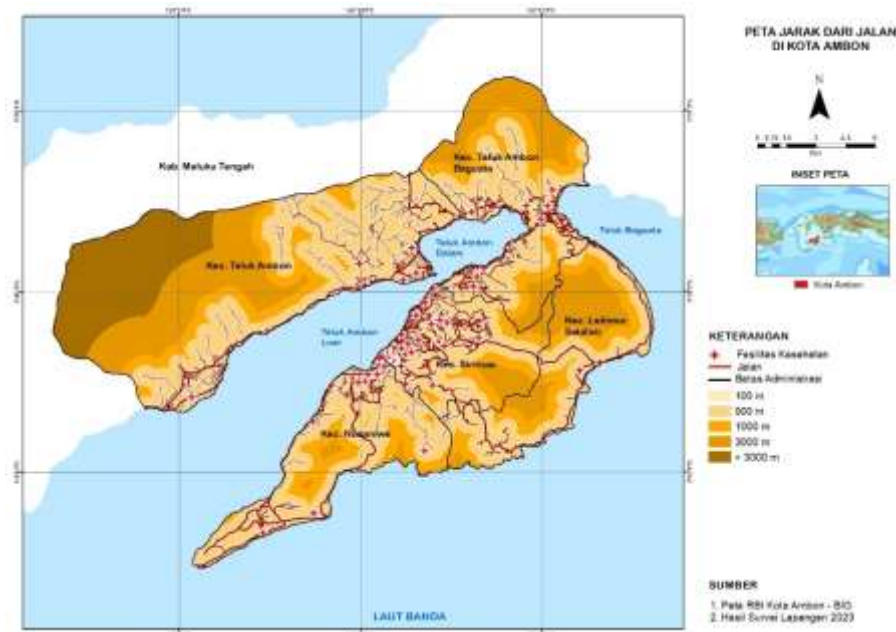 PETA JARAK DARI JALAN
DI KOTA AMBON
N
Km
INSET PETA
Kota Ambon
KETERANGAN
Fasilitas Kesehatan
Jalan
Batas Administrasi
100 m
500 m
1000 m
3000 m
> 3000 m
SUMBER
1. Peta RBI Kota Ambon - BIG
2. Hasil Survei Lapangan 2023
Kab. Maluku Tengah
Kec. Teluk Ambon
Baguala
Teluk Ambon
Dalam
Teluk Baguala
Kec. Teluk Ambon
Kec. Leitimur
Selatan
Teluk Ambon
Luar
Kec. Sirimau
Kec. Nusaniwe
LAUT BANDA